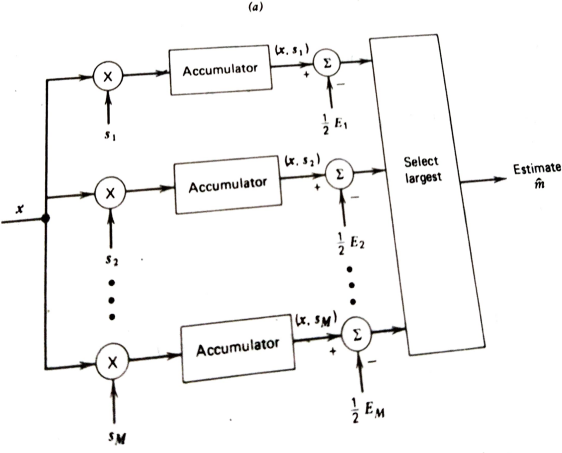 (a)
X
Accumulator
(x, s1)
+
Σ
−
s1
1/2 E1
x
X
Accumulator
(x, s2)
+
Σ
−
s2
1/2 E2
Select
largest
Estimate
m̂
X
Accumulator
(x, sM)
+
Σ
−
sM
1/2 EM